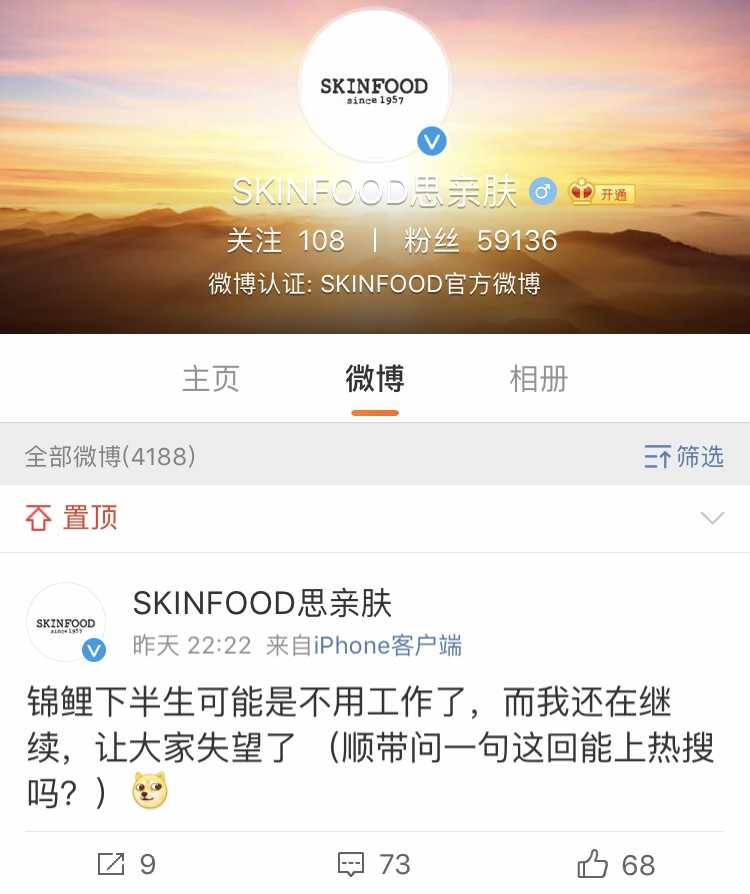 SKINFOOD
since 1957
SKINFOOD思亲肤 开通
关注 108 | 粉丝 59136
微博认证: SKINFOOD官方微博
主页 微博 相册
全部微博(4188) 筛选
置顶
SKINFOOD
since 1957
SKINFOOD思亲肤
昨天 22:22 来自iPhone客户端
锦鲤下半生可能是不用工作了，而我还在继
续，让大家失望了 （顺带问一句这回能上热搜
吗？）
9 73 68